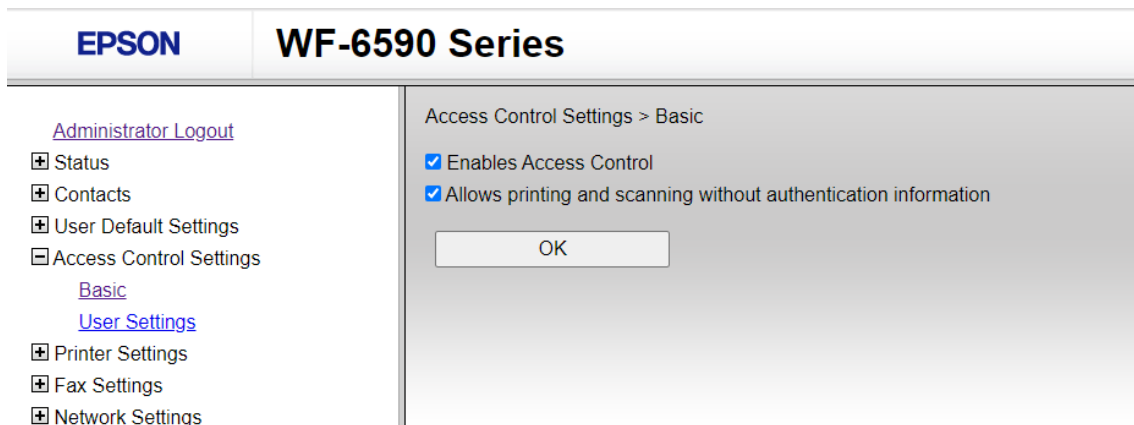 EPSON
WF-6590 Series
Administrator Logout
Status
Contacts
User Default Settings
Access Control Settings
Basic
User Settings
Printer Settings
Fax Settings
Network Settings
Access Control Settings > Basic
Enables Access Control
Allows printing and scanning without authentication information
OK